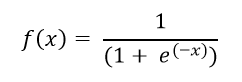 f(x) = 1 / (1 + e^(-x))